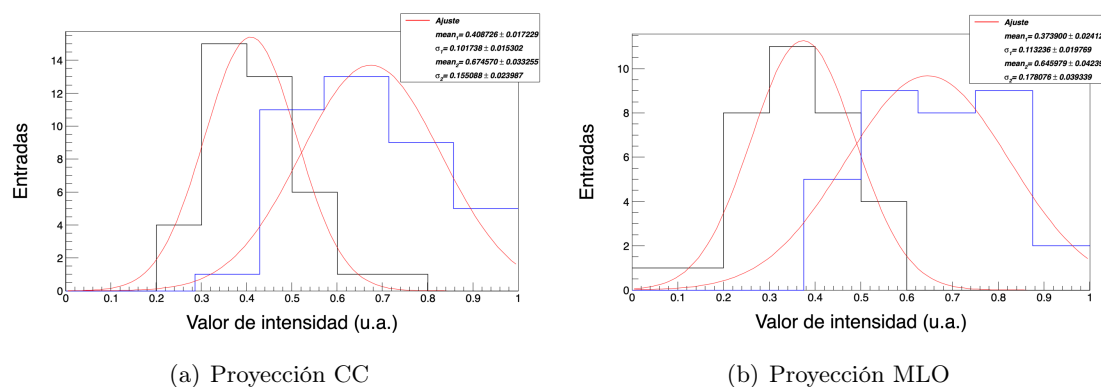 Ajuste
mean₁= 0.408726 ± 0.017229
σ₁= 0.101738 ± 0.015302
mean₂= 0.674570 ± 0.033255
σ₂= 0.155088 ± 0.023987
Entradas
14
12
10
8
6
4
2
0
0 0.1 0.2 0.3 0.4 0.5 0.6 0.7 0.8 0.9 1
Valor de intensidad (u.a.)
(a) Proyección CC
Ajuste
mean₁= 0.373900 ± 0.02412
σ₁= 0.113236 ± 0.019769
mean₂= 0.645979 ± 0.04239
σ₂= 0.178076 ± 0.039339
Entradas
10
8
6
4
2
0
0 0.1 0.2 0.3 0.4 0.5 0.6 0.7 0.8 0.9 1
Valor de intensidad (u.a.)
(b) Proyección MLO